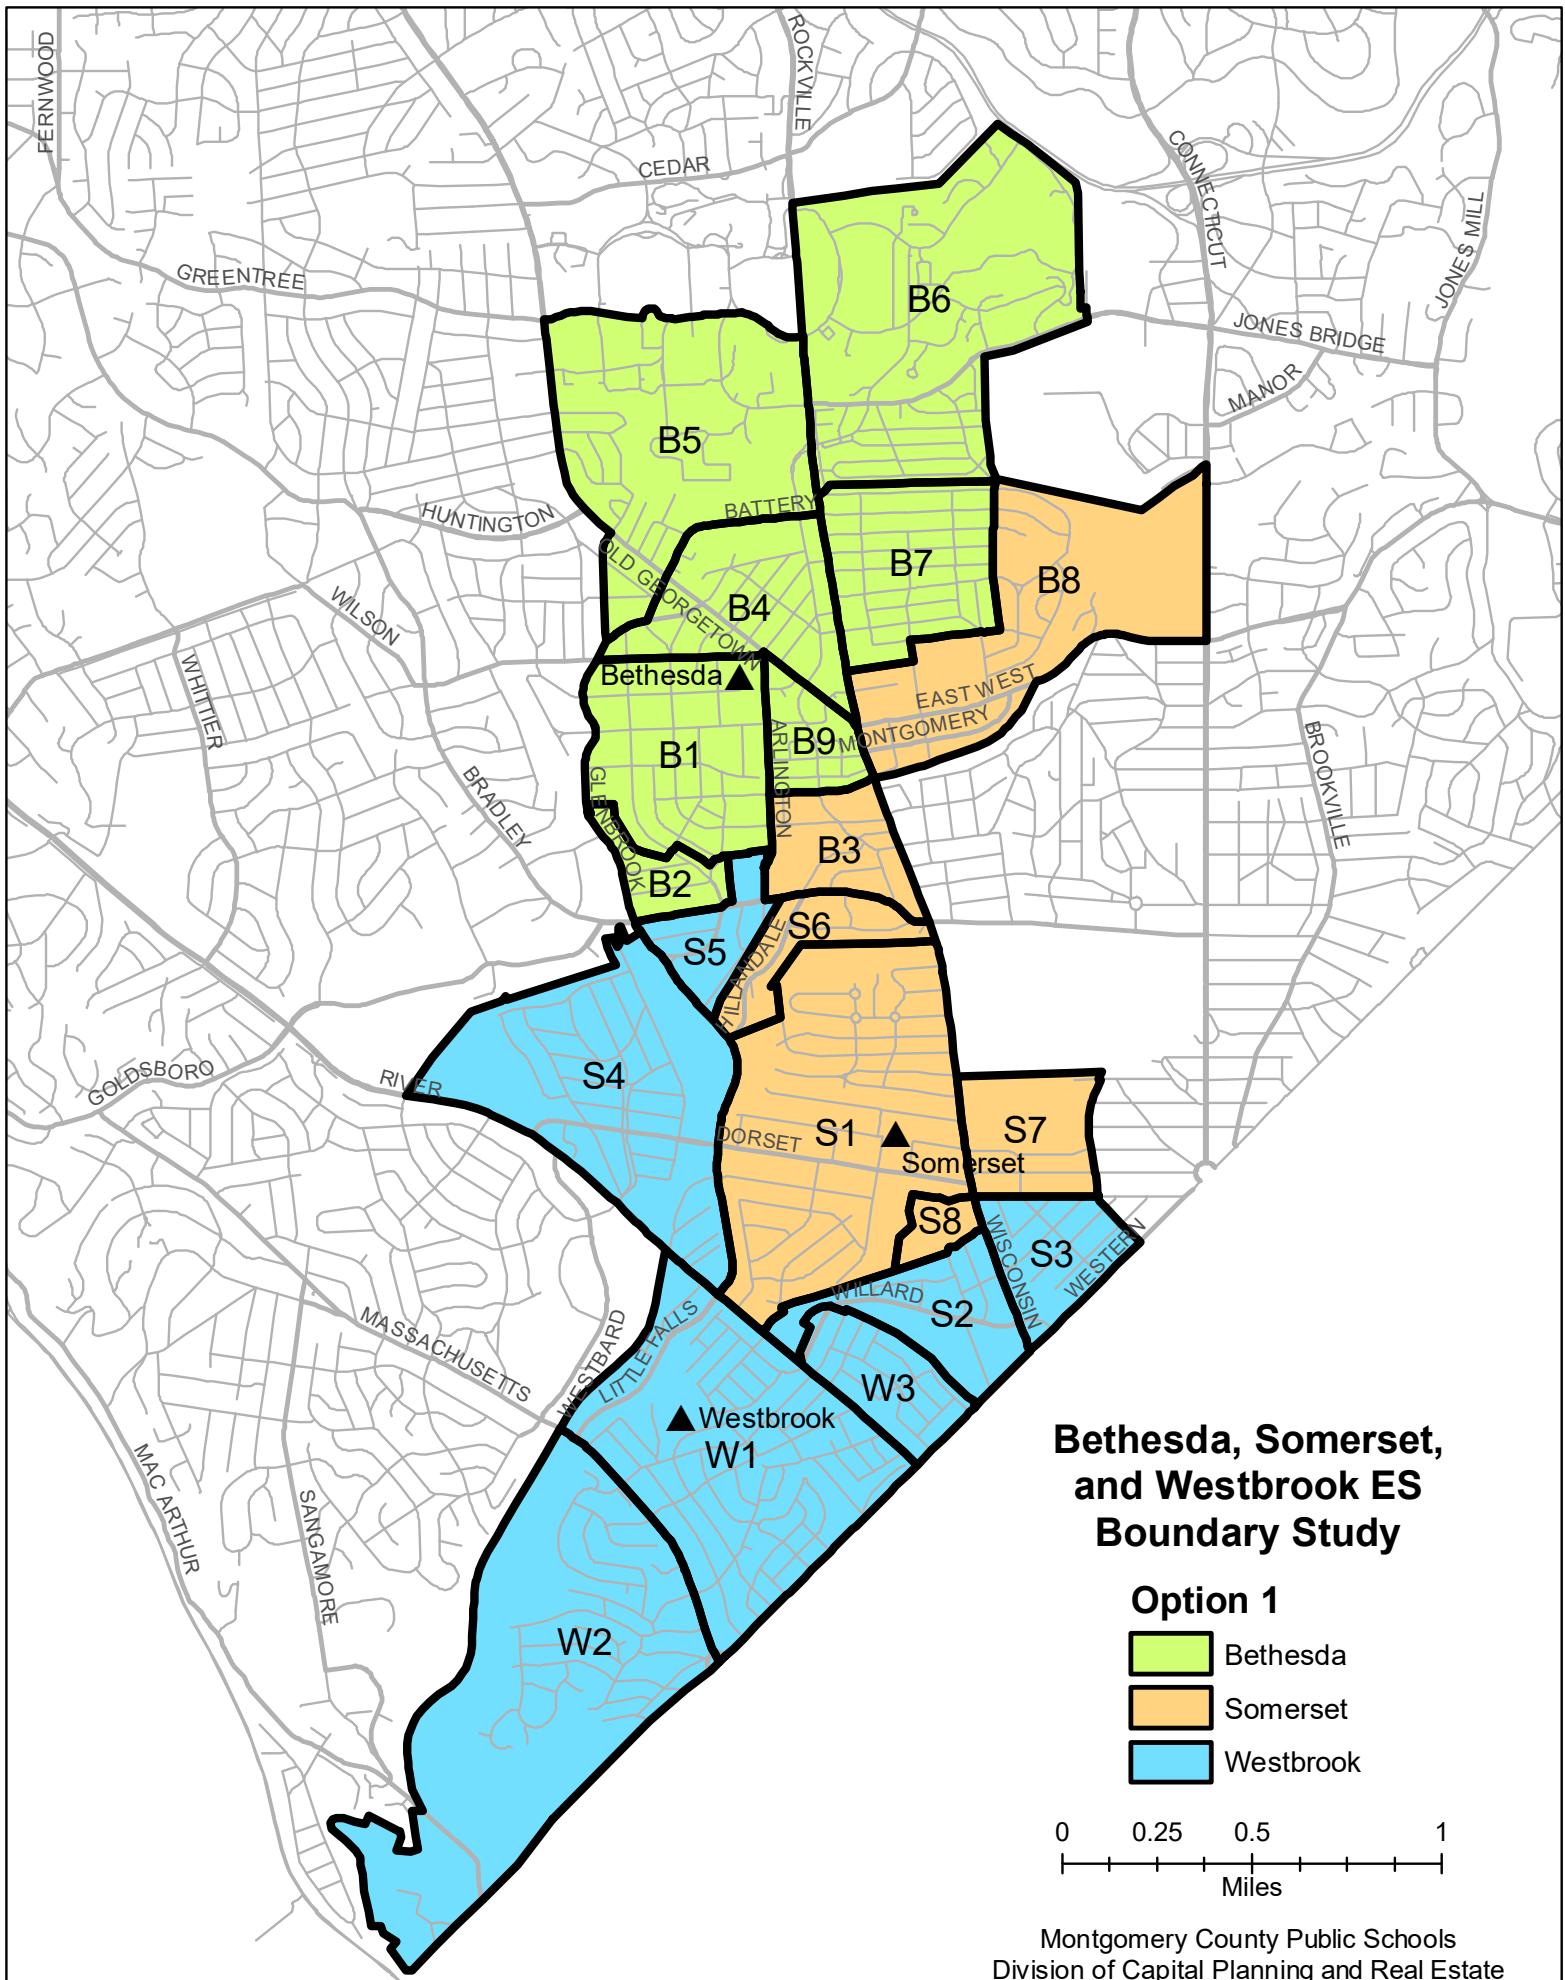 FERNWOOD
ROCKVILLE
CEDAR
CONNECTICUT
JONES MILL
GREENTREE
B6
JONES BRIDGE
MANOR
B5
BATTERY
HUNTINGTON
OLD GEORGETOWN
B7
B8
B4
WILSON
WHITTIER
Bethesda
EAST WEST
MONTGOMERY
ARLINGTON
B9
B1
GLENBROOK
BRADLEY
BROOKVILLE
B3
B2
S6
S5
HILLANDALE
GOLDSBORO
RIVER
S4
DORSET
S1
S7
Somerset
S8
WISCONSIN
S3
WESTERN
WILLARD
S2
MASSACHUSETTS
WESTBARD
LITTLE FALLS
W3
Westbrook
W1
MAC ARTHUR
SANGAMORE
W2
Bethesda, Somerset,
and Westbrook ES
Boundary Study
Option 1
Bethesda
Somerset
Westbrook
0 0.25 0.5 1
Miles
Montgomery County Public Schools
Division of Capital Planning and Real Estate